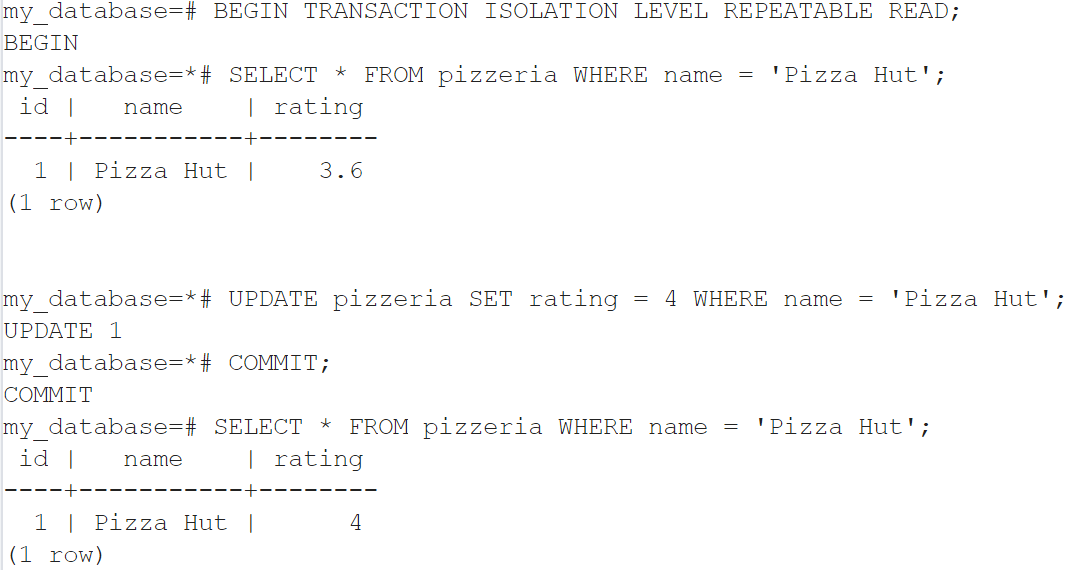 my_database=# BEGIN TRANSACTION ISOLATION LEVEL REPEATABLE READ;
BEGIN
my_database=*# SELECT * FROM pizzeria WHERE name = 'Pizza Hut';
 id |   name    | rating
----+-----------+--------
  1 | Pizza Hut |    3.6
(1 row)
my_database=*# UPDATE pizzeria SET rating = 4 WHERE name = 'Pizza Hut';
UPDATE 1
my_database=*# COMMIT;
COMMIT
my_database=# SELECT * FROM pizzeria WHERE name = 'Pizza Hut';
 id |   name    | rating
----+-----------+--------
  1 | Pizza Hut |      4
(1 row)